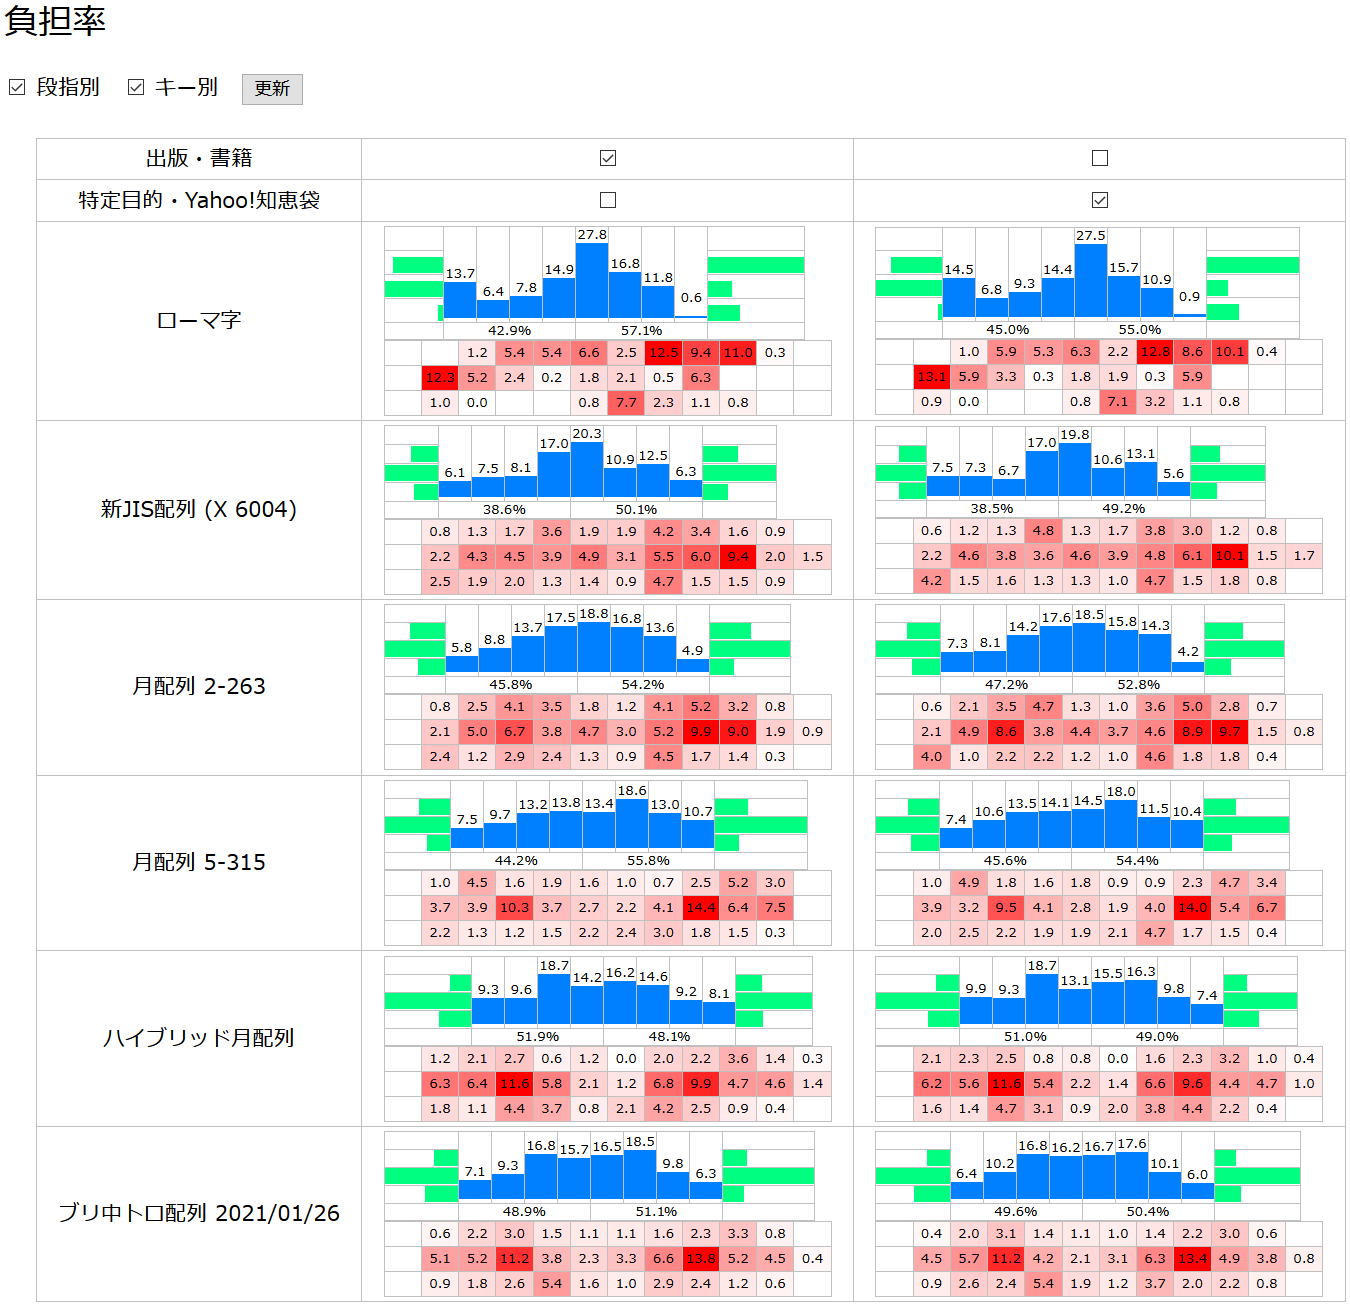 負担率
段指別 キー別 更新
出版・書籍
特定目的・Yahoo!知恵袋
ローマ字
13.7 6.4 7.8 14.9 27.8 16.8 11.8 0.6
42.9% 57.1%
1.2 5.4 5.4 6.6 2.5 12.5 9.4 11.0 0.3
12.3 5.2 2.4 0.2 1.8 2.1 0.5 6.3
1.0 0.0 0.8 7.7 2.3 1.1 0.8
14.5 6.8 9.3 14.4 27.5 15.7 10.9 0.9
45.0% 55.0%
1.0 5.9 5.3 6.3 2.2 12.8 8.6 10.1 0.4
13.1 5.9 3.3 0.3 1.8 1.9 0.3 5.9
0.9 0.0 0.8 7.1 3.2 1.1 0.8
新JIS配列 (X 6004)
6.1 7.5 8.1 17.0 20.3 10.9 12.5 6.3
38.6% 50.1%
0.8 1.3 1.7 3.6 1.9 1.9 4.2 3.4 1.6 0.9
2.2 4.3 4.5 3.9 4.9 3.1 5.5 6.0 9.4 2.0 1.5
2.5 1.9 2.0 1.3 1.4 0.9 4.7 1.5 1.5 0.9
7.5 7.3 6.7 17.0 19.8 10.6 13.1 5.6
38.5% 49.2%
0.6 1.2 1.3 4.8 1.3 1.7 3.8 3.0 1.2 0.8
2.2 4.6 3.8 3.6 4.6 3.9 4.8 6.1 10.1 1.5 1.7
4.2 1.5 1.6 1.3 1.3 1.0 4.7 1.5 1.8 0.8
月配列 2-263
5.8 8.8 13.7 17.5 18.8 16.8 13.6 4.9
45.8% 54.2%
0.8 2.5 4.1 3.5 1.8 1.2 4.1 5.2 3.2 0.8
2.1 5.0 6.7 3.8 4.7 3.0 5.2 9.9 9.0 1.9 0.9
2.4 1.2 2.9 2.4 1.3 0.9 4.5 1.7 1.4 0.3
7.3 8.1 14.2 17.6 18.5 15.8 14.3 4.2
47.2% 52.8%
0.6 2.1 3.5 4.7 1.3 1.0 3.6 5.0 2.8 0.7
2.1 4.9 8.6 3.8 4.4 3.7 4.6 8.9 9.7 1.5 0.8
4.0 1.0 2.2 2.2 1.2 1.0 4.6 1.8 1.8 0.4
月配列 5-315
7.5 9.7 13.2 13.8 13.4 18.6 13.0 10.7
44.2% 55.8%
1.0 4.5 1.6 1.9 1.6 1.0 0.7 2.5 5.2 3.0
3.7 3.9 10.3 3.7 2.7 2.2 4.1 14.4 6.4 7.5
2.2 1.3 1.2 1.5 2.2 2.4 3.0 1.8 1.5 0.3
7.4 10.6 13.5 14.1 14.5 18.0 11.5 10.4
45.6% 54.4%
1.0 4.9 1.8 1.6 1.8 0.9 0.9 2.3 4.7 3.4
3.9 3.2 9.5 4.1 2.8 1.9 4.0 14.0 5.4 6.7
2.0 2.5 2.2 1.9 1.9 2.1 4.7 1.7 1.5 0.4
ハイブリッド月配列
9.3 9.6 18.7 14.2 16.2 14.6 9.2 8.1
51.9% 48.1%
1.2 2.1 2.7 0.6 1.2 0.0 2.0 2.2 3.6 1.4 0.3
6.3 6.4 11.6 5.8 2.1 1.2 6.8 9.9 4.7 4.6 1.4
1.8 1.1 4.4 3.7 0.8 2.1 4.2 2.5 0.9 0.4
9.9 9.3 18.7 13.1 15.5 16.3 9.8 7.4
51.0% 49.0%
2.1 2.3 2.5 0.8 0.8 0.0 1.6 2.3 3.2 1.0 0.4
6.2 5.6 11.6 5.4 2.2 1.4 6.6 9.6 4.4 4.7 1.0
1.6 1.4 4.7 3.1 0.9 2.0 3.8 4.4 2.2 0.4
ブリ中トロ配列 2021/01/26
7.1 9.3 16.8 15.7 16.5 18.5 9.8 6.3
48.9% 51.1%
0.6 2.2 3.0 1.5 1.1 1.1 1.6 2.3 3.3 0.8
5.1 5.2 11.2 3.8 2.3 3.3 6.6 13.8 5.2 4.5 0.4
0.9 1.8 2.6 5.4 1.6 1.0 2.9 2.4 1.2 0.6
6.4 10.2 16.8 16.2 16.7 17.6 10.1 6.0
49.6% 50.4%
0.4 2.0 3.1 1.4 1.1 1.0 1.4 2.2 3.0 0.6
4.5 5.7 11.2 4.2 2.1 3.1 6.3 13.4 4.9 3.8 0.8
0.9 2.6 2.4 5.4 1.9 1.2 3.7 2.0 2.2 0.8